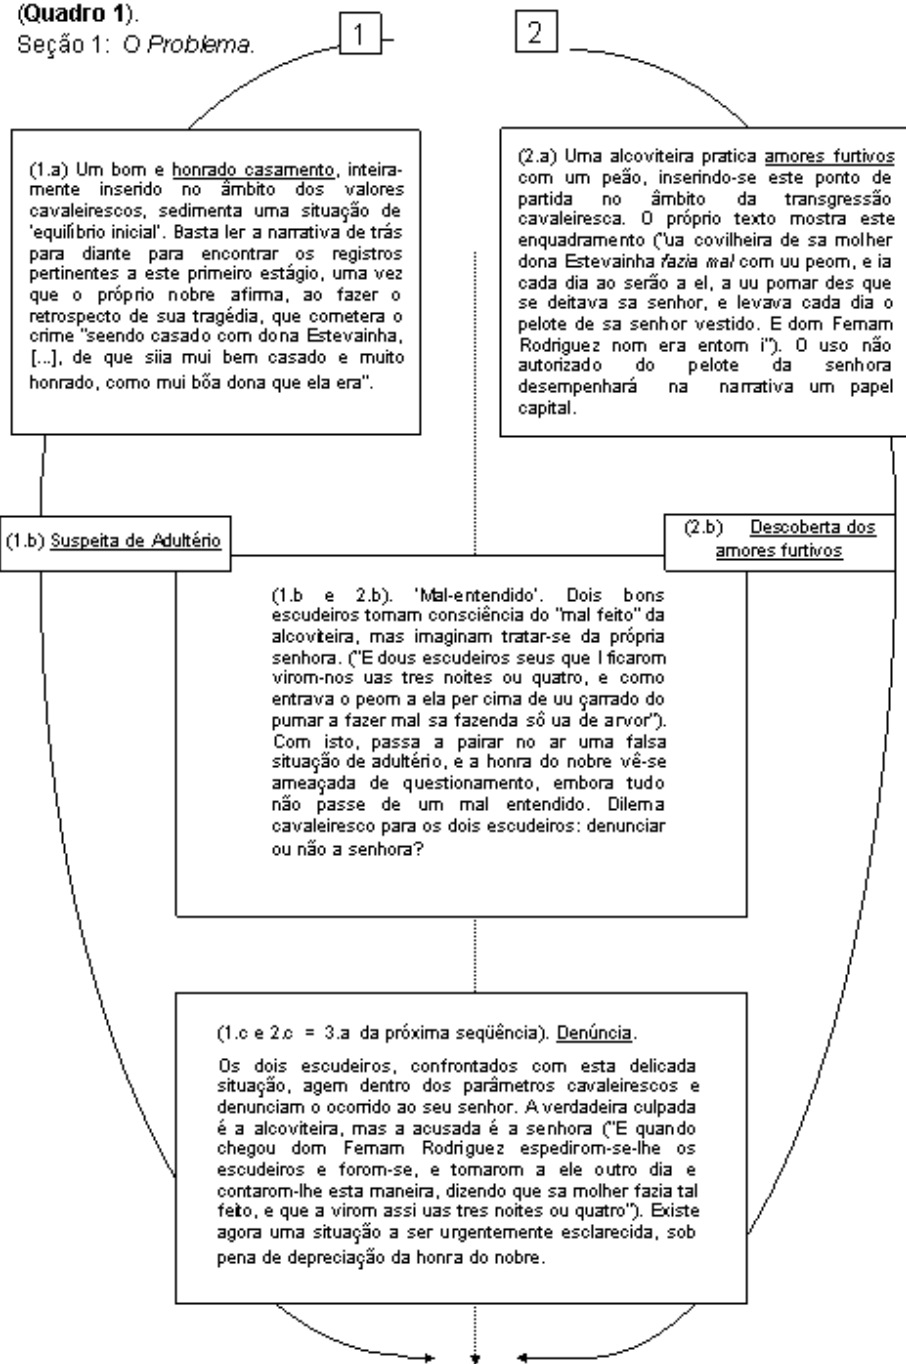 (Quadro 1).
Seção 1: O Problema.
1
2
(1.a) Um bom e honrado casamento, inteira-
mente inserido no âmbito dos valores
cavaleirescos, sedimenta uma situação de
'equilíbrio inicial'. Basta ler a narrativa de trás
para diante para encontrar os registros
pertinentes a este primeiro estágio, uma vez
que o próprio nobre afirma, ao fazer o
retrospecto de sua tragédia, que cometera o
crime "seendo casado com dona Estevainha,
[...], de que siia mui bem casado e muito
honrado, como mui bõa dona que ela era".
(2.a) Uma alcoviteira pratica amores furtivos
com um peão, inserindo-se este ponto de
partida no âmbito da transgressão
cavaleiresca. O próprio texto mostra este
enquadramento ("ua covilheira de sa molher
dona Estevainha fazia mal com uu peom, e ia
cada dia ao serão a el, a uu pomar des que
se deitava sa senhor, e levava cada dia o
pelote de sa senhor vestido. E dom Fernam
Rodriguez nom era entom i"). O uso não
autorizado do pelote da senhora
desempenhará na narrativa um papel
capital.
(1.b) Suspeita de Adultério
(2.b) Descoberta dos
amores furtivos
(1.b e 2.b). 'Mal-entendido'. Dois bons
escudeiros tomam consciência do "mal feito" da
alcoviteira, mas imaginam tratar-se da própria
senhora. ("E dous escudeiros seus que I ficarom
virom-nos uas tres noites ou quatro, e como
entrava o peom a ela per cima de uu çarrado do
pumar a fazer mal sa fazenda sô ua de arvor").
Com isto, passa a pairar no ar uma falsa
situação de adultério, e a honra do nobre vê-se
ameaçada de questionamento, embora tudo
não passe de um mal entendido. Dilema
cavaleiresco para os dois escudeiros: denunciar
ou não a senhora?
(1.c e 2.c = 3.a da próxima seqüência). Denúncia.
Os dois escudeiros, confrontados com esta delicada
situação, agem dentro dos parâmetros cavaleirescos e
denunciam o ocorrido ao seu senhor. A verdadeira culpada
é a alcoviteira, mas a acusada é a senhora ("E quando
chegou dom Fernam Rodriguez espedirom-se-lhe os
escudeiros e forom-se, e tornarom a ele outro dia e
contarom-lhe esta maneira, dizendo que sa molher fazia tal
feito, e que a virom assi uas tres noites ou quatro"). Existe
agora uma situação a ser urgentemente esclarecida, sob
pena de depreciação da honra do nobre.